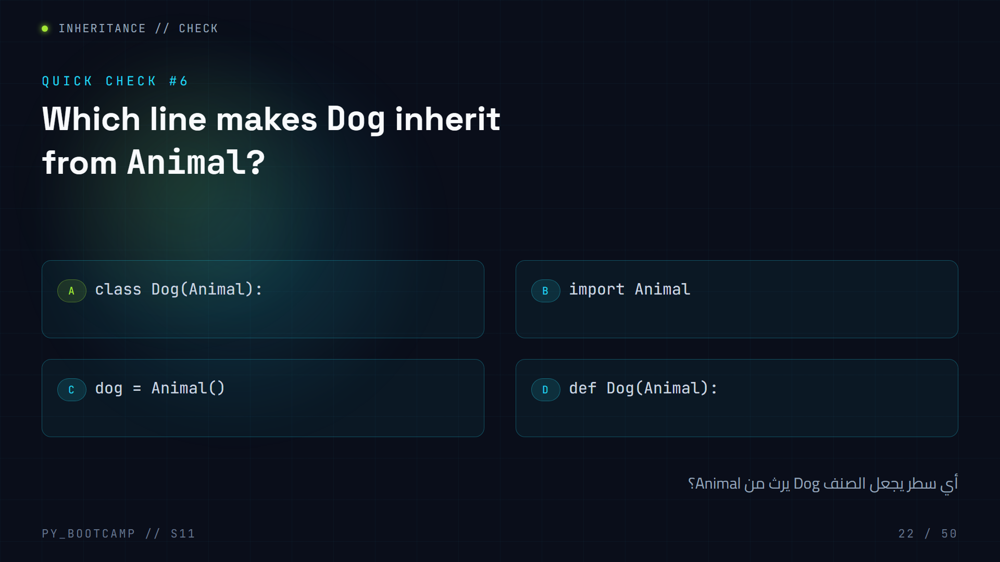 INHERITANCE // CHECK
QUICK CHECK #6
Which line makes Dog inherit
from Animal?
A class Dog(Animal):
B import Animal
C dog = Animal()
D def Dog(Animal):
أي سطر يجعل الصنف Dog يرث من Animal؟
PY_BOOTCAMP // S11
22 / 50